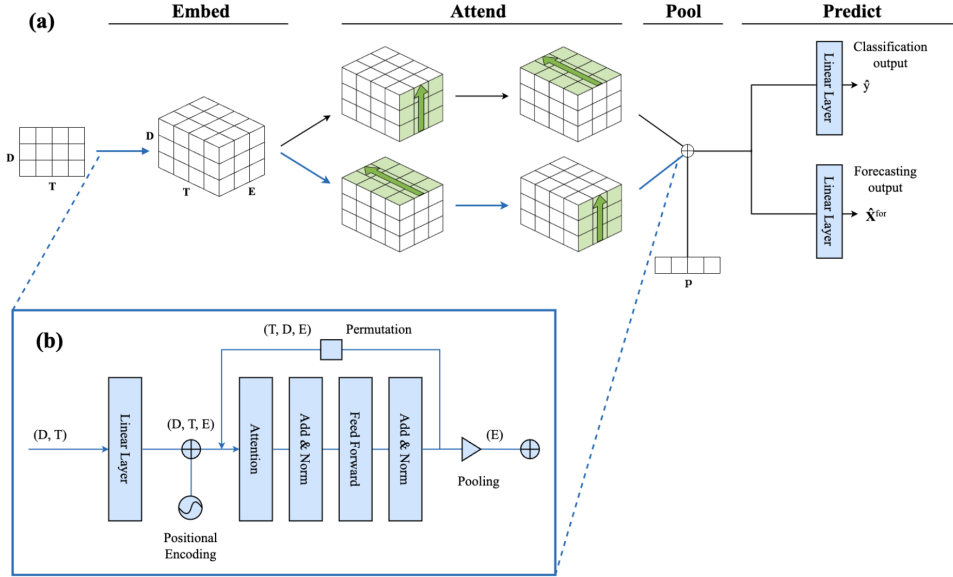 Embed
Attend
Pool
Predict
(a)
D
T
D
T
E
Linear Layer
Classification
output
ŷ
Linear Layer
Forecasting
output
X̂for
p
(b)
(T, D, E)
Permutation
(D, T)
Linear Layer
(D, T, E)
Positional
Encoding
Attention
Add & Norm
Feed Forward
Add & Norm
Pooling
(E)